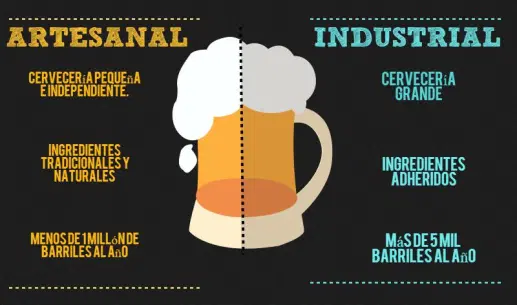 ARTESANAL
CERVECERíA PEQUEñA
E INDEPENDIENTE.
INGREDIENTES
TRADICIONALES Y
NATURALES
MENOS DE 1 MILLóN DE
BARRILES AL AñO
INDUSTRIAL
CERVECERíA
GRANDE
INGREDIENTES
ADHERIDOS
MáS DE 5 MIL
BARRILES AL AñO